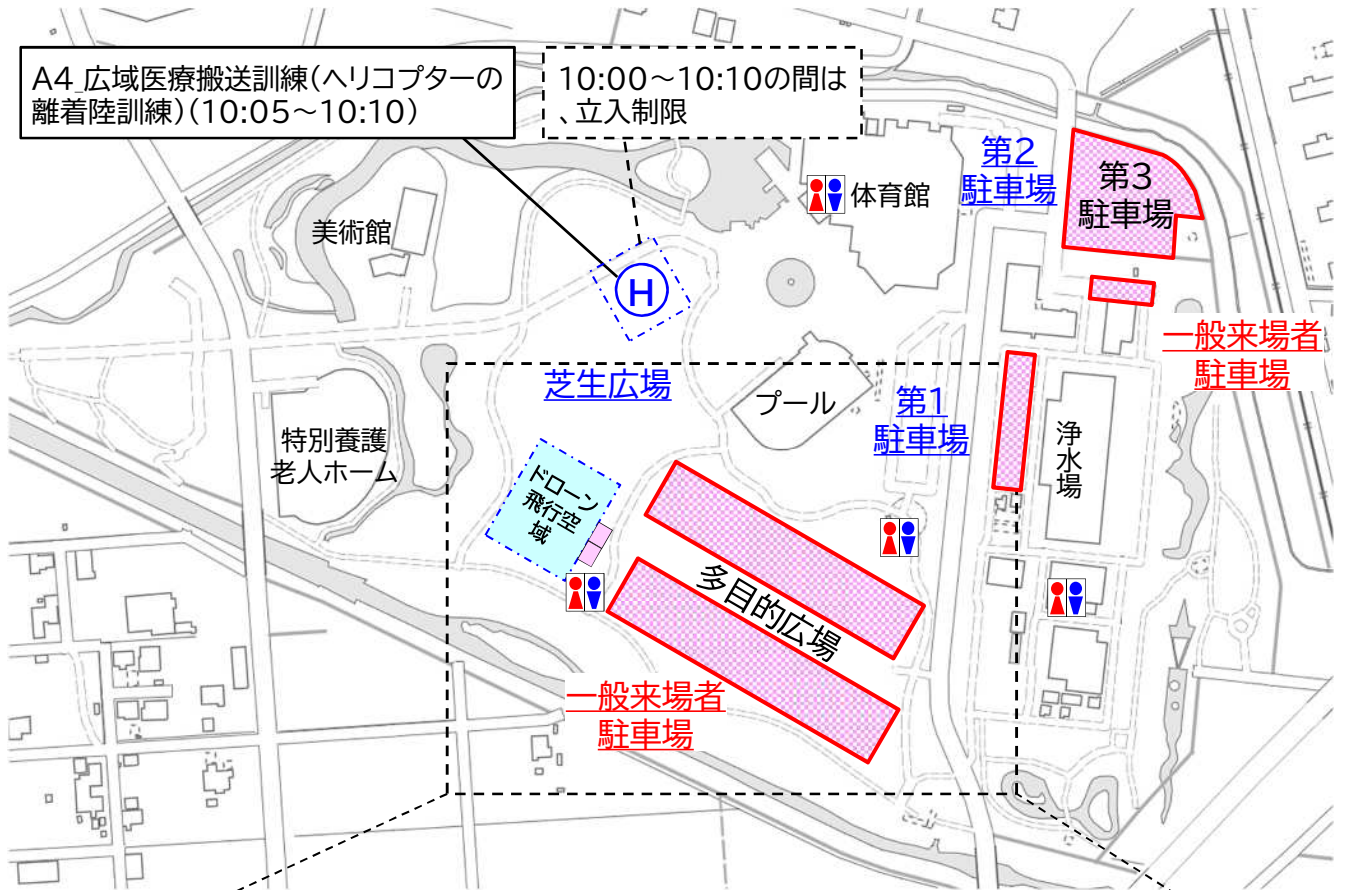 A4_広域医療搬送訓練(ヘリコプターの
離着陸訓練)(10:05～10:10)
10:00～10:10の間は
、立入制限
第2
駐車場
第3
駐車場
体育館
美術館
H
一般来場者
駐車場
芝生広場
プール
第1
駐車場
浄水場
特別養護
老人ホーム
ドローン
飛行空
域
多目的広場
一般来場者
駐車場